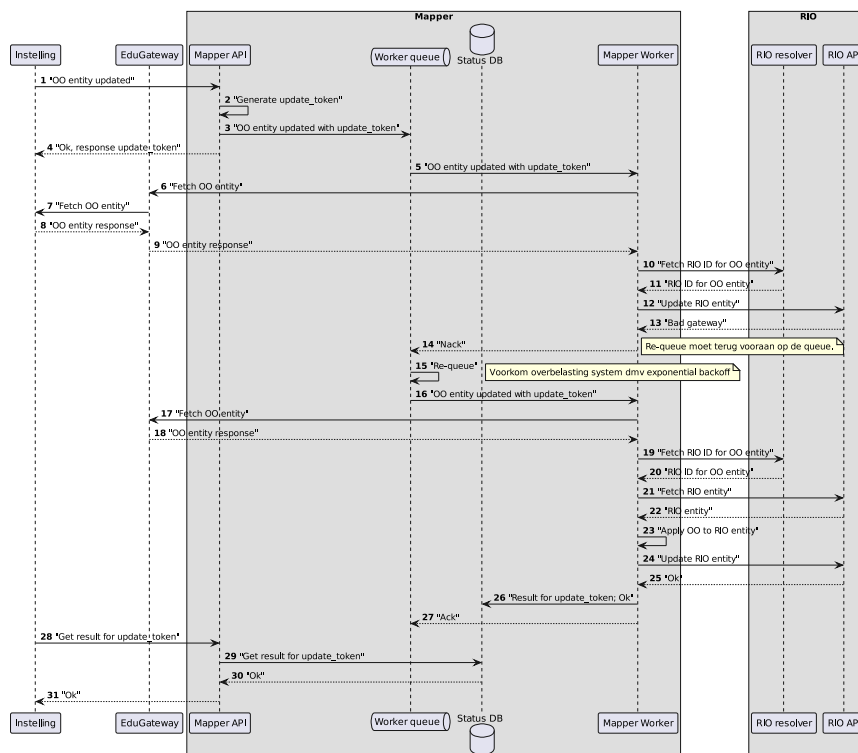 Mapper
RIO
Instelling
EduGateway
Mapper API
Worker queue
Status DB
Mapper Worker
RIO resolver
RIO AP
1 "OO entity updated"
2 "Generate update_token"
3 "OO entity updated with update_token"
4 "Ok, response update_token"
5 "OO entity updated with update_token"
6 "Fetch OO entity"
7 "Fetch OO entity"
8 "OO entity response"
9 "OO entity response"
10 "Fetch RIO ID for OO entity"
11 "RIO ID for OO entity"
12 "Update RIO entity"
13 "Bad gateway"
14 "Nack"
Re-queue moet terug vooraan op de queue.
15 "Re-queue"
Voorkom overbelasting system dmv exponential backoff
16 "OO entity updated with update_token"
17 "Fetch OO entity"
18 "OO entity response"
19 "Fetch RIO ID for OO entity"
20 "RIO ID for OO entity"
21 "Fetch RIO entity"
22 "RIO entity"
23 "Apply OO to RIO entity"
24 "Update RIO entity"
25 "Ok"
26 "Result for update_token; Ok"
27 "Ack"
28 "Get result for update_token"
29 "Get result for update_token"
30 "Ok"
31 "Ok"
Instelling
EduGateway
Mapper API
Worker queue
Status DB
Mapper Worker
RIO resolver
RIO AP